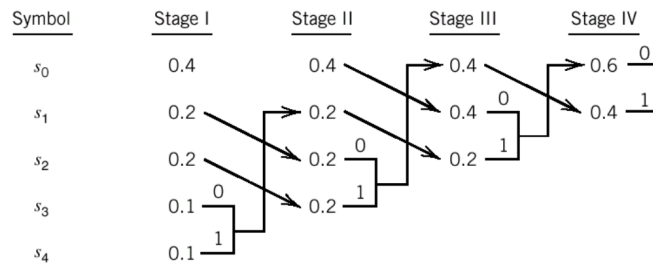 Symbol Stage I Stage II Stage III Stage IV
s₀ 0.4 0.4 0.4 0.6 0
s₁ 0.2 0.2 0.4 0 0.4 1
s₂ 0.2 0.2 0 0.2 1
s₃ 0.1 0 0.2 1
s₄ 0.1 1